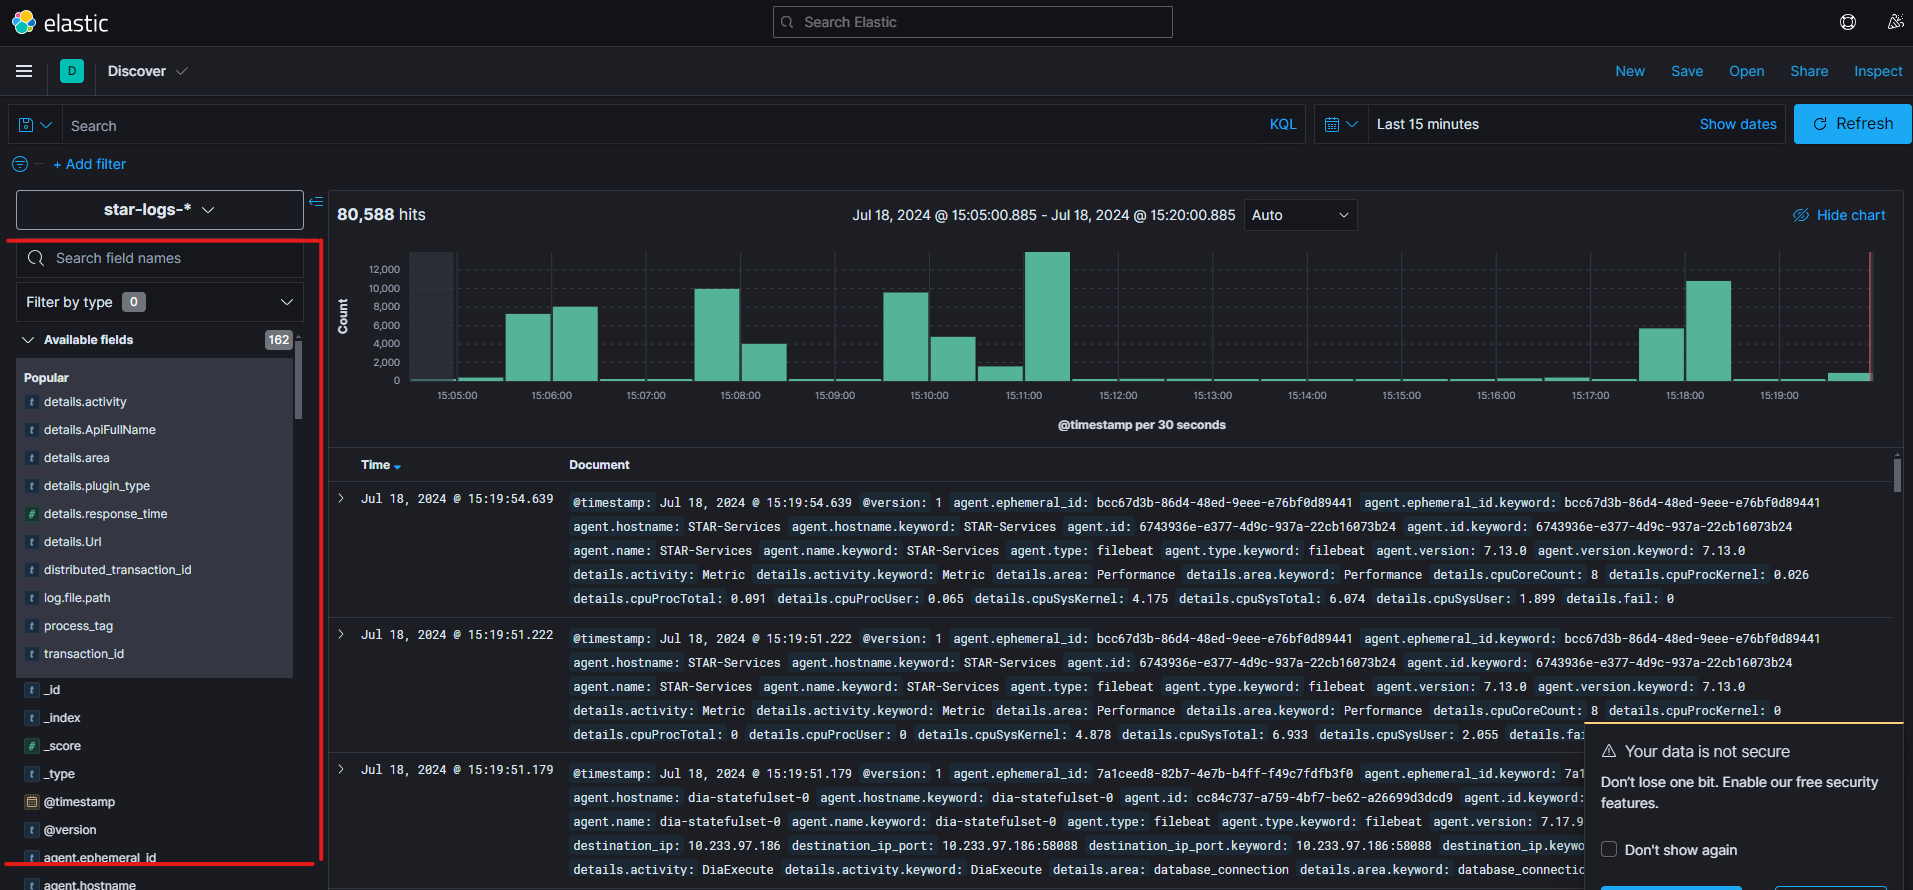 elastic
Search Elastic
D Discover
New Save Open Share Inspect
Search KQL
Last 15 minutes Show dates
Refresh
+ Add filter
star-logs-*
Search field names
Filter by type 0
Available fields 162
Popular
t details.activity
t details.ApiFullName
t details.area
t details.plugin_type
# details.response_time
t details.Url
t distributed_transaction_id
t log.file.path
t process_tag
t transaction_id
t _id
t _index
# _score
t _type
@timestamp
t @version
t agent.ephemeral_id
t agent.hostname
80,588 hits
Jul 18, 2024 @ 15:05:00.885 - Jul 18, 2024 @ 15:20:00.885 Auto
Hide chart
Count
12,000
10,000
8,000
6,000
4,000
2,000
0
15:05:00 15:06:00 15:07:00 15:08:00 15:09:00 15:10:00 15:11:00 15:12:00 15:13:00 15:14:00 15:15:00 15:16:00 15:17:00 15:18:00 15:19:00
@timestamp per 30 seconds
Time Document
Jul 18, 2024 @ 15:19:54.639
@timestamp: Jul 18, 2024 @ 15:19:54.639 @version: 1 agent.ephemeral_id: bcc67d3b-86d4-48ed-9eee-e76bf0d89441 agent.ephemeral_id.keyword: bcc67d3b-86d4-48ed-9eee-e76bf0d89441
agent.hostname: STAR-Services agent.hostname.keyword: STAR-Services agent.id: 6743936e-e377-4d9c-937a-22cb16073b24 agent.id.keyword: 6743936e-e377-4d9c-937a-22cb16073b24
agent.name: STAR-Services agent.name.keyword: STAR-Services agent.type: filebeat agent.type.keyword: filebeat agent.version: 7.13.0 agent.version.keyword: 7.13.0
details.activity: Metric details.activity.keyword: Metric details.area: Performance details.area.keyword: Performance details.cpuCoreCount: 8 details.cpuProcKernel: 0.026
details.cpuProcTotal: 0.091 details.cpuProcUser: 0.065 details.cpuSysKernel: 4.175 details.cpuSysTotal: 6.074 details.cpuSysUser: 1.899 details.fail: 0
Jul 18, 2024 @ 15:19:51.222
@timestamp: Jul 18, 2024 @ 15:19:51.222 @version: 1 agent.ephemeral_id: bcc67d3b-86d4-48ed-9eee-e76bf0d89441 agent.ephemeral_id.keyword: bcc67d3b-86d4-48ed-9eee-e76bf0d89441
agent.hostname: STAR-Services agent.hostname.keyword: STAR-Services agent.id: 6743936e-e377-4d9c-937a-22cb16073b24 agent.id.keyword: 6743936e-e377-4d9c-937a-22cb16073b24
agent.name: STAR-Services agent.name.keyword: STAR-Services agent.type: filebeat agent.type.keyword: filebeat agent.version: 7.13.0 agent.version.keyword: 7.13.0
details.activity: Metric details.activity.keyword: Metric details.area: Performance details.area.keyword: Performance details.cpuCoreCount: 8 details.cpuProcKernel: 0
details.cpuProcTotal: 0 details.cpuProcUser: 0 details.cpuSysKernel: 4.878 details.cpuSysTotal: 6.933 details.cpuSysUser: 2.055 details.fai
Jul 18, 2024 @ 15:19:51.179
@timestamp: Jul 18, 2024 @ 15:19:51.179 @version: 1 agent.ephemeral_id: 7a1ceed8-82b7-4e7b-b4ff-f49c7fdfb3f0 agent.ephemeral_id.keyword: 7a1
agent.hostname: dia-statefulset-0 agent.hostname.keyword: dia-statefulset-0 agent.id: cc84c737-a759-4bf7-be62-a26699d3dcd9 agent.id.keyword:
agent.name: dia-statefulset-0 agent.name.keyword: dia-statefulset-0 agent.type: filebeat agent.type.keyword: filebeat agent.version: 7.17.9
destination_ip: 10.233.97.186 destination_ip_port: 10.233.97.186:58088 destination_ip_port.keyword: 10.233.97.186:58088 destination_ip.keywo
details.activity: DiaExecute details.activity.keyword: DiaExecute details.area: database_connection details.area.keyword: database_connectio
Your data is not secure
Don't lose one bit. Enable our free security
features.
Don't show again